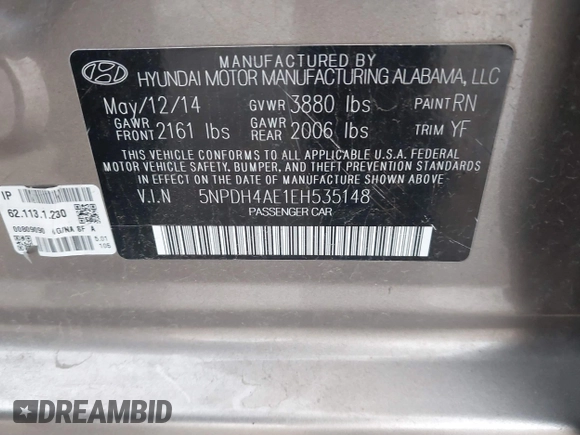 MANUFACTURED BY
HYUNDAI MOTOR MANUFACTURING ALABAMA, LLC
May/12/14 GVWR 3880 lbs PAINT RN
GAWR FRONT 2161 lbs GAWR REAR 2006 lbs TRIM YF
THIS VEHICLE CONFORMS TO ALL APPLICABLE U.S.A. FEDERAL
MOTOR VEHICLE SAFETY, BUMPER, AND THEFT PREVENTION STANDARDS
IN EFFECT ON THE DATE OF MANUFACTURE SHOWN ABOVE.
V.I.N 5NPDH4AE1EH535148
PASSENGER CAR
IP
62.113.1.230
DREAMBID